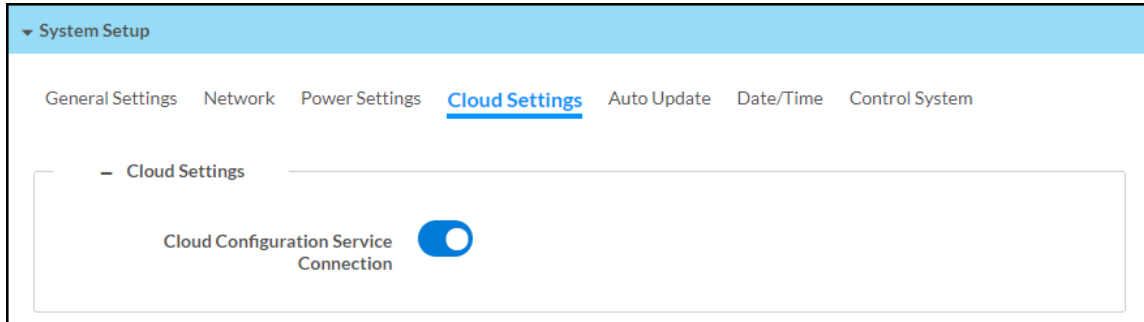 System Setup
General Settings Network Power Settings Cloud Settings Auto Update Date/Time Control System
Cloud Settings
Cloud Configuration Service
Connection